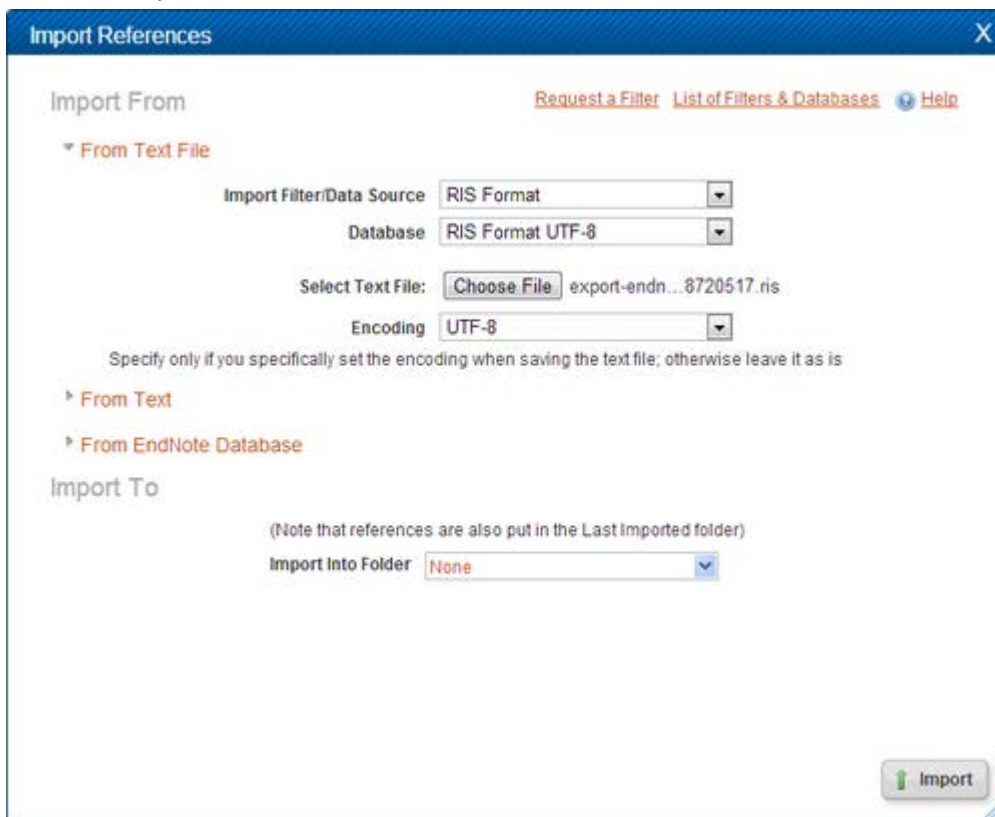 Import References X
Import From Request a Filter List of Filters & Databases Help
From Text File
Import Filter/Data Source RIS Format
Database RIS Format UTF-8
Select Text File: Choose File export-endn...8720517.ris
Encoding UTF-8
Specify only if you specifically set the encoding when saving the text file; otherwise leave it as is
From Text
From EndNote Database
Import To
(Note that references are also put in the Last Imported folder)
Import Into Folder None
Import